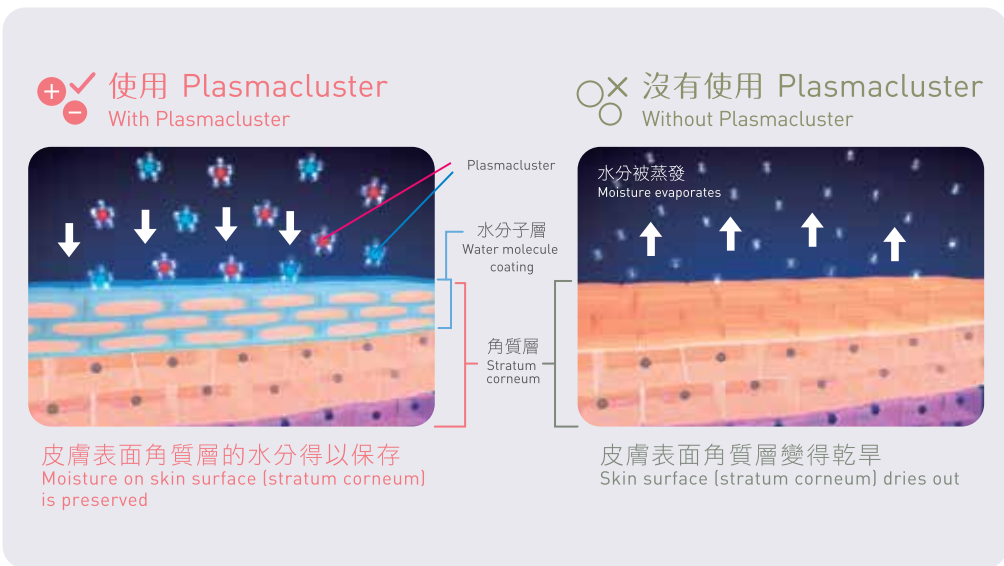 使用 Plasmacluster
With Plasmacluster
沒有使用 Plasmacluster
Without Plasmacluster
Plasmacluster
水分子層
Water molecule
coating
角質層
Stratum
corneum
水分被蒸發
Moisture evaporates
皮膚表面角質層的水分得以保存
Moisture on skin surface (stratum corneum)
is preserved
皮膚表面角質層變得乾旱
Skin surface (stratum corneum) dries out